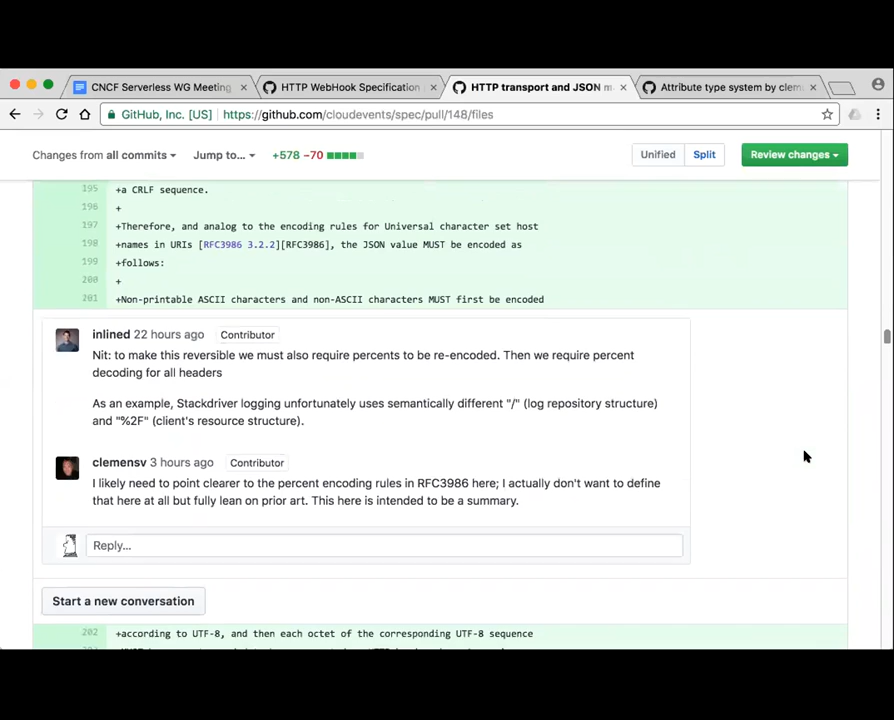 CNCF Serverless WG Meeting
HTTP WebHook Specification
HTTP transport and JSON m
Attribute type system by clem
GitHub, Inc. [US]
https://github.com/cloudevents/spec/pull/148/files
Changes from all commits
Jump to...
+578 −70
Unified
Split
Review changes
195 +a CRLF sequence.
196 +
197 +Therefore, and analog to the encoding rules for Universal character set host
198 +names in URIs [RFC3986 3.2.2][RFC3986], the JSON value MUST be encoded as
199 +follows:
200 +
201 +Non-printable ASCII characters and non-ASCII characters MUST first be encoded
inlined 22 hours ago Contributor
Nit: to make this reversible we must also require percents to be re-encoded. Then we require percent
decoding for all headers
As an example, Stackdriver logging unfortunately uses semantically different "/" (log repository structure)
and "%2F" (client's resource structure).
clemensv 3 hours ago Contributor
I likely need to point clearer to the percent encoding rules in RFC3986 here; I actually don't want to define
that here at all but fully lean on prior art. This here is intended to be a summary.
Reply...
Start a new conversation
202 +according to UTF-8, and then each octet of the corresponding UTF-8 sequence